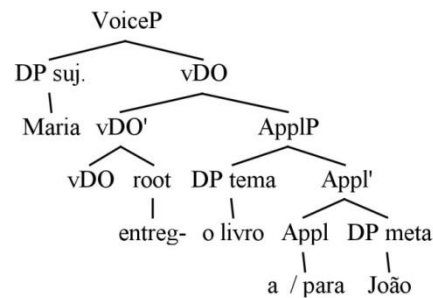 VoiceP
DP suj. vDO
Maria vDO' ApplP
vDO root DP tema Appl'
entreg- o livro Appl DP meta
a / para João